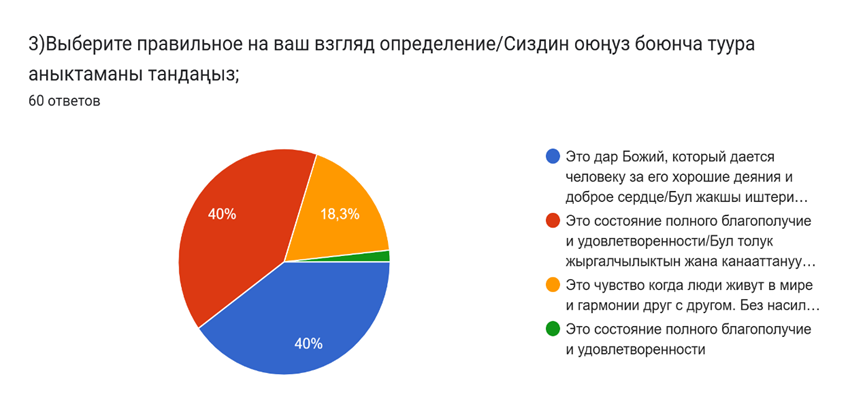 3)Выберите правильное на ваш взгляд определение/Сиздин оюңуз боюнча туура
аныктаманы тандаңыз;
60 ответов
40%
18,3%
40%
Это дар Божий, который дается
человеку за его хорошие деяния и
доброе сердце/Бул жакшы иштери…
Это состояние полного благополучие
и удовлетворенности/Бул толук
жыргалчылыктын жана канааттануу…
Это чувство когда люди живут в мире
и гармонии друг с другом. Без насил…
Это состояние полного благополучие
и удовлетворенности